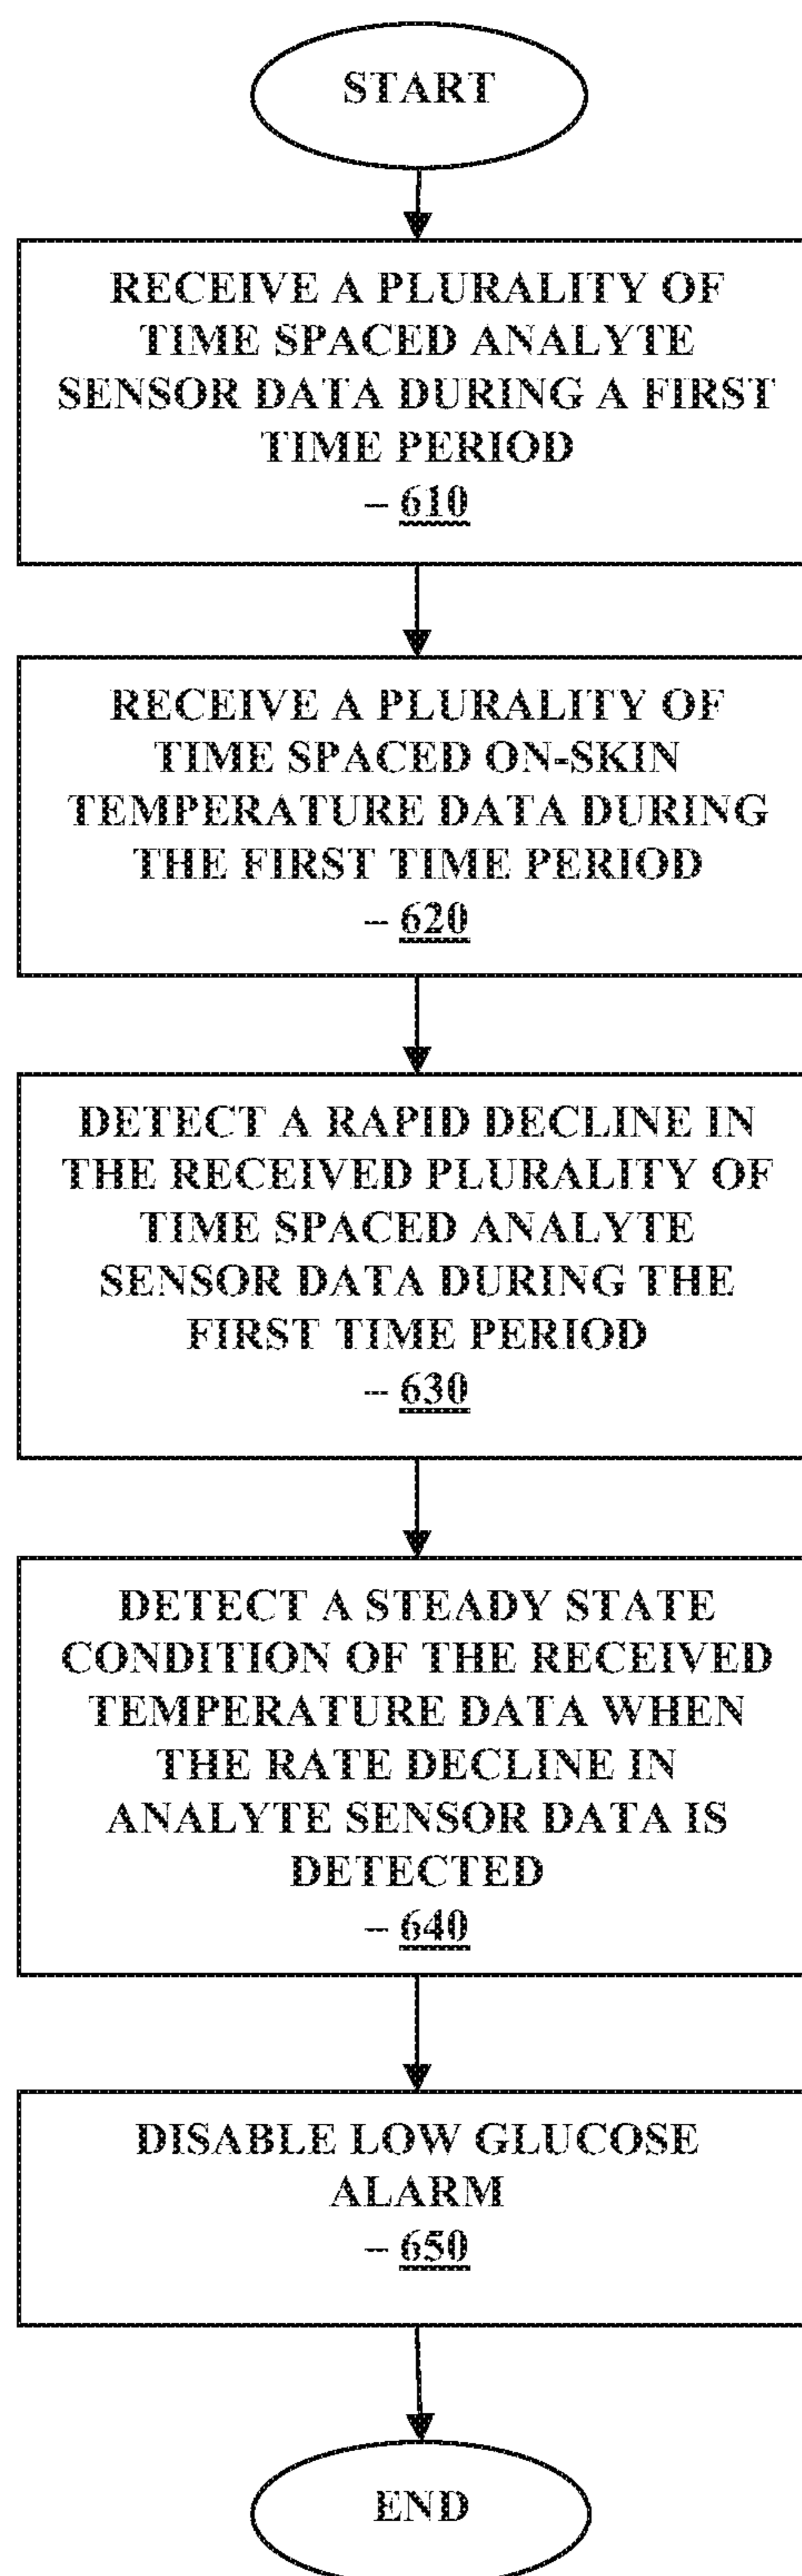 START
RECEIVE A PLURALITY OF
TIME SPACED ANALYTE
SENSOR DATA DURING A FIRST
TIME PERIOD
– 610
RECEIVE A PLURALITY OF
TIME SPACED ON-SKIN
TEMPERATURE DATA DURING
THE FIRST TIME PERIOD
– 620
DETECT A RAPID DECLINE IN
THE RECEIVED PLURALITY OF
TIME SPACED ANALYTE
SENSOR DATA DURING THE
FIRST TIME PERIOD
– 630
DETECT A STEADY STATE
CONDITION OF THE RECEIVED
TEMPERATURE DATA WHEN
THE RATE DECLINE IN
ANALYTE SENSOR DATA IS
DETECTED
– 640
DISABLE LOW GLUCOSE
ALARM
– 650
END